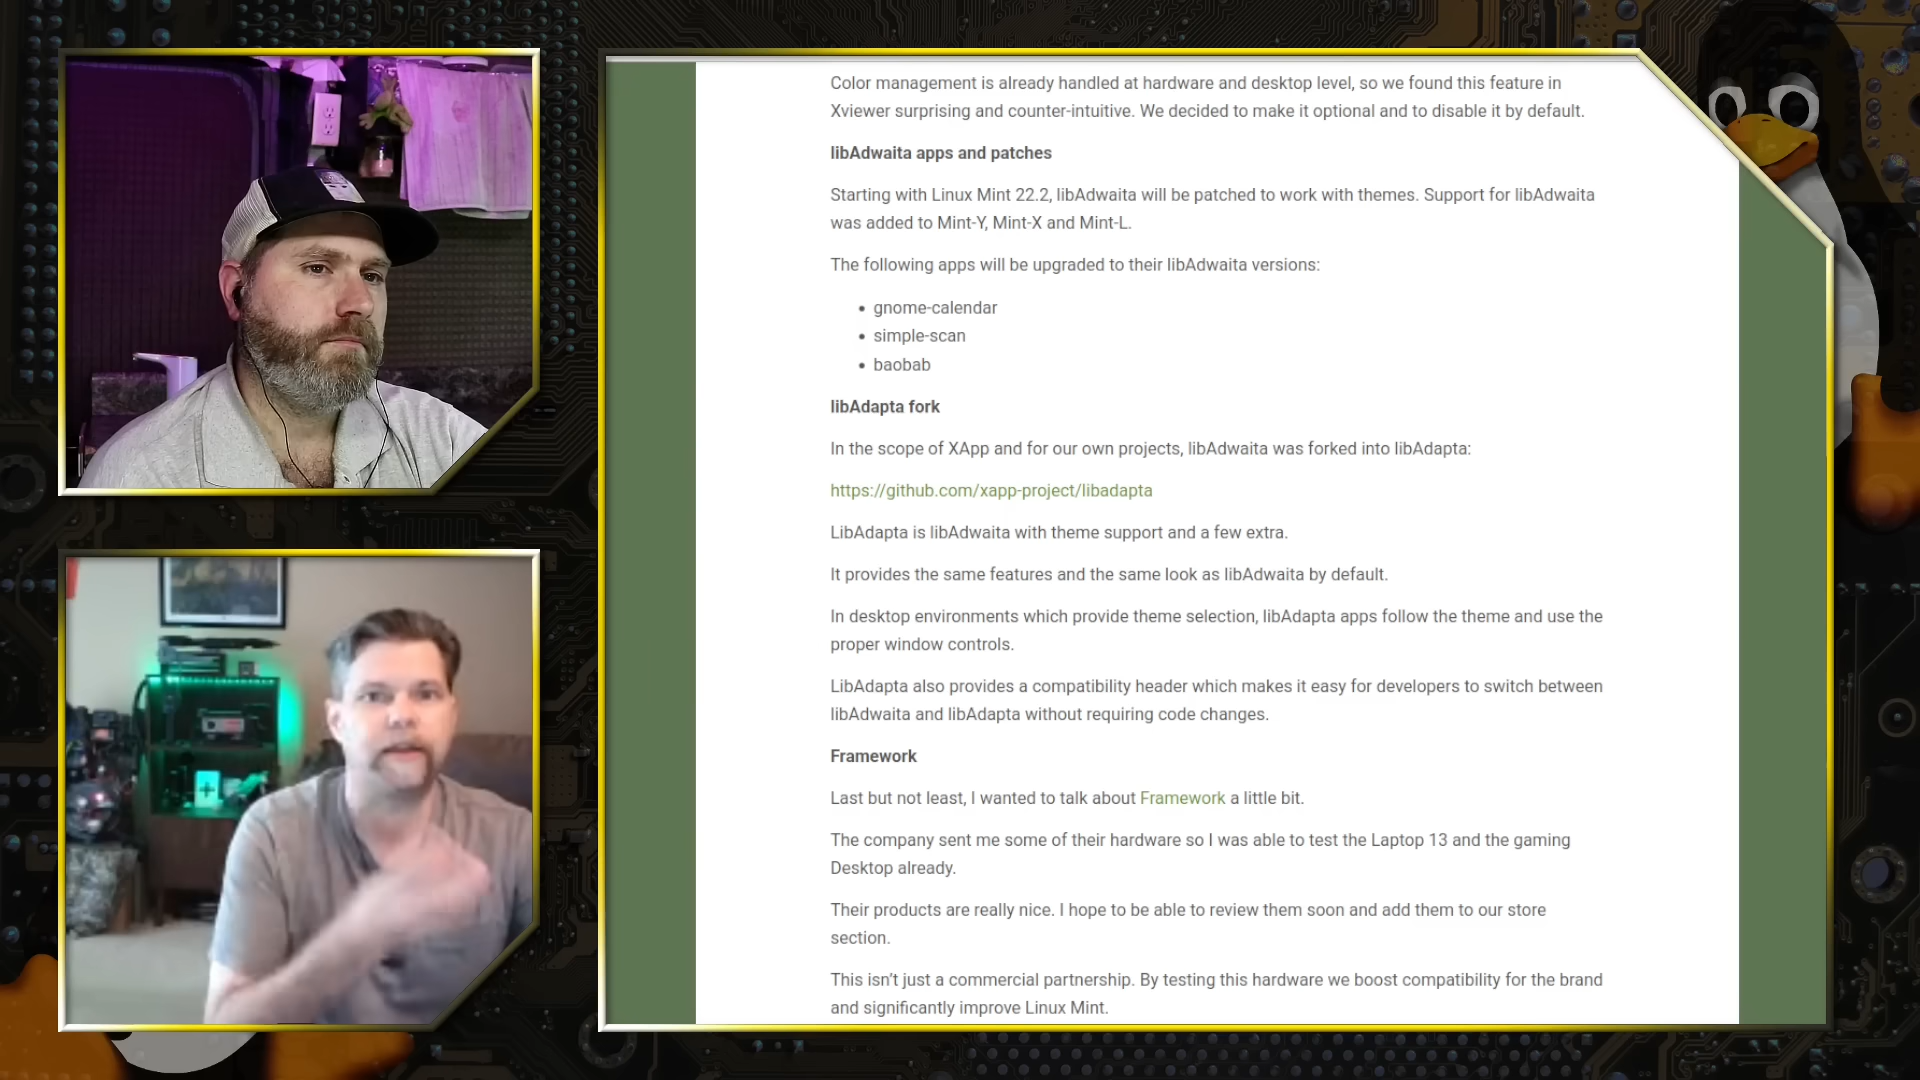 Color management is already handled at hardware and desktop level, so we found this feature in
Xviewer surprising and counter-intuitive. We decided to make it optional and to disable it by default.
libAdwaita apps and patches
Starting with Linux Mint 22.2, libAdwaita will be patched to work with themes. Support for libAdwaita
was added to Mint-Y, Mint-X and Mint-L.
The following apps will be upgraded to their libAdwaita versions:
• gnome-calendar
• simple-scan
• baobab
libAdapta fork
In the scope of XApp and for our own projects, libAdwaita was forked into libAdapta:
https://github.com/xapp-project/libadapta
LibAdapta is libAdwaita with theme support and a few extra.
It provides the same features and the same look as libAdwaita by default.
In desktop environments which provide theme selection, libAdapta apps follow the theme and use the
proper window controls.
LibAdapta also provides a compatibility header which makes it easy for developers to switch between
libAdwaita and libAdapta without requiring code changes.
Framework
Last but not least, I wanted to talk about Framework a little bit.
The company sent me some of their hardware so I was able to test the Laptop 13 and the gaming
Desktop already.
Their products are really nice. I hope to be able to review them soon and add them to our store
section.
This isn’t just a commercial partnership. By testing this hardware we boost compatibility for the brand
and significantly improve Linux Mint.